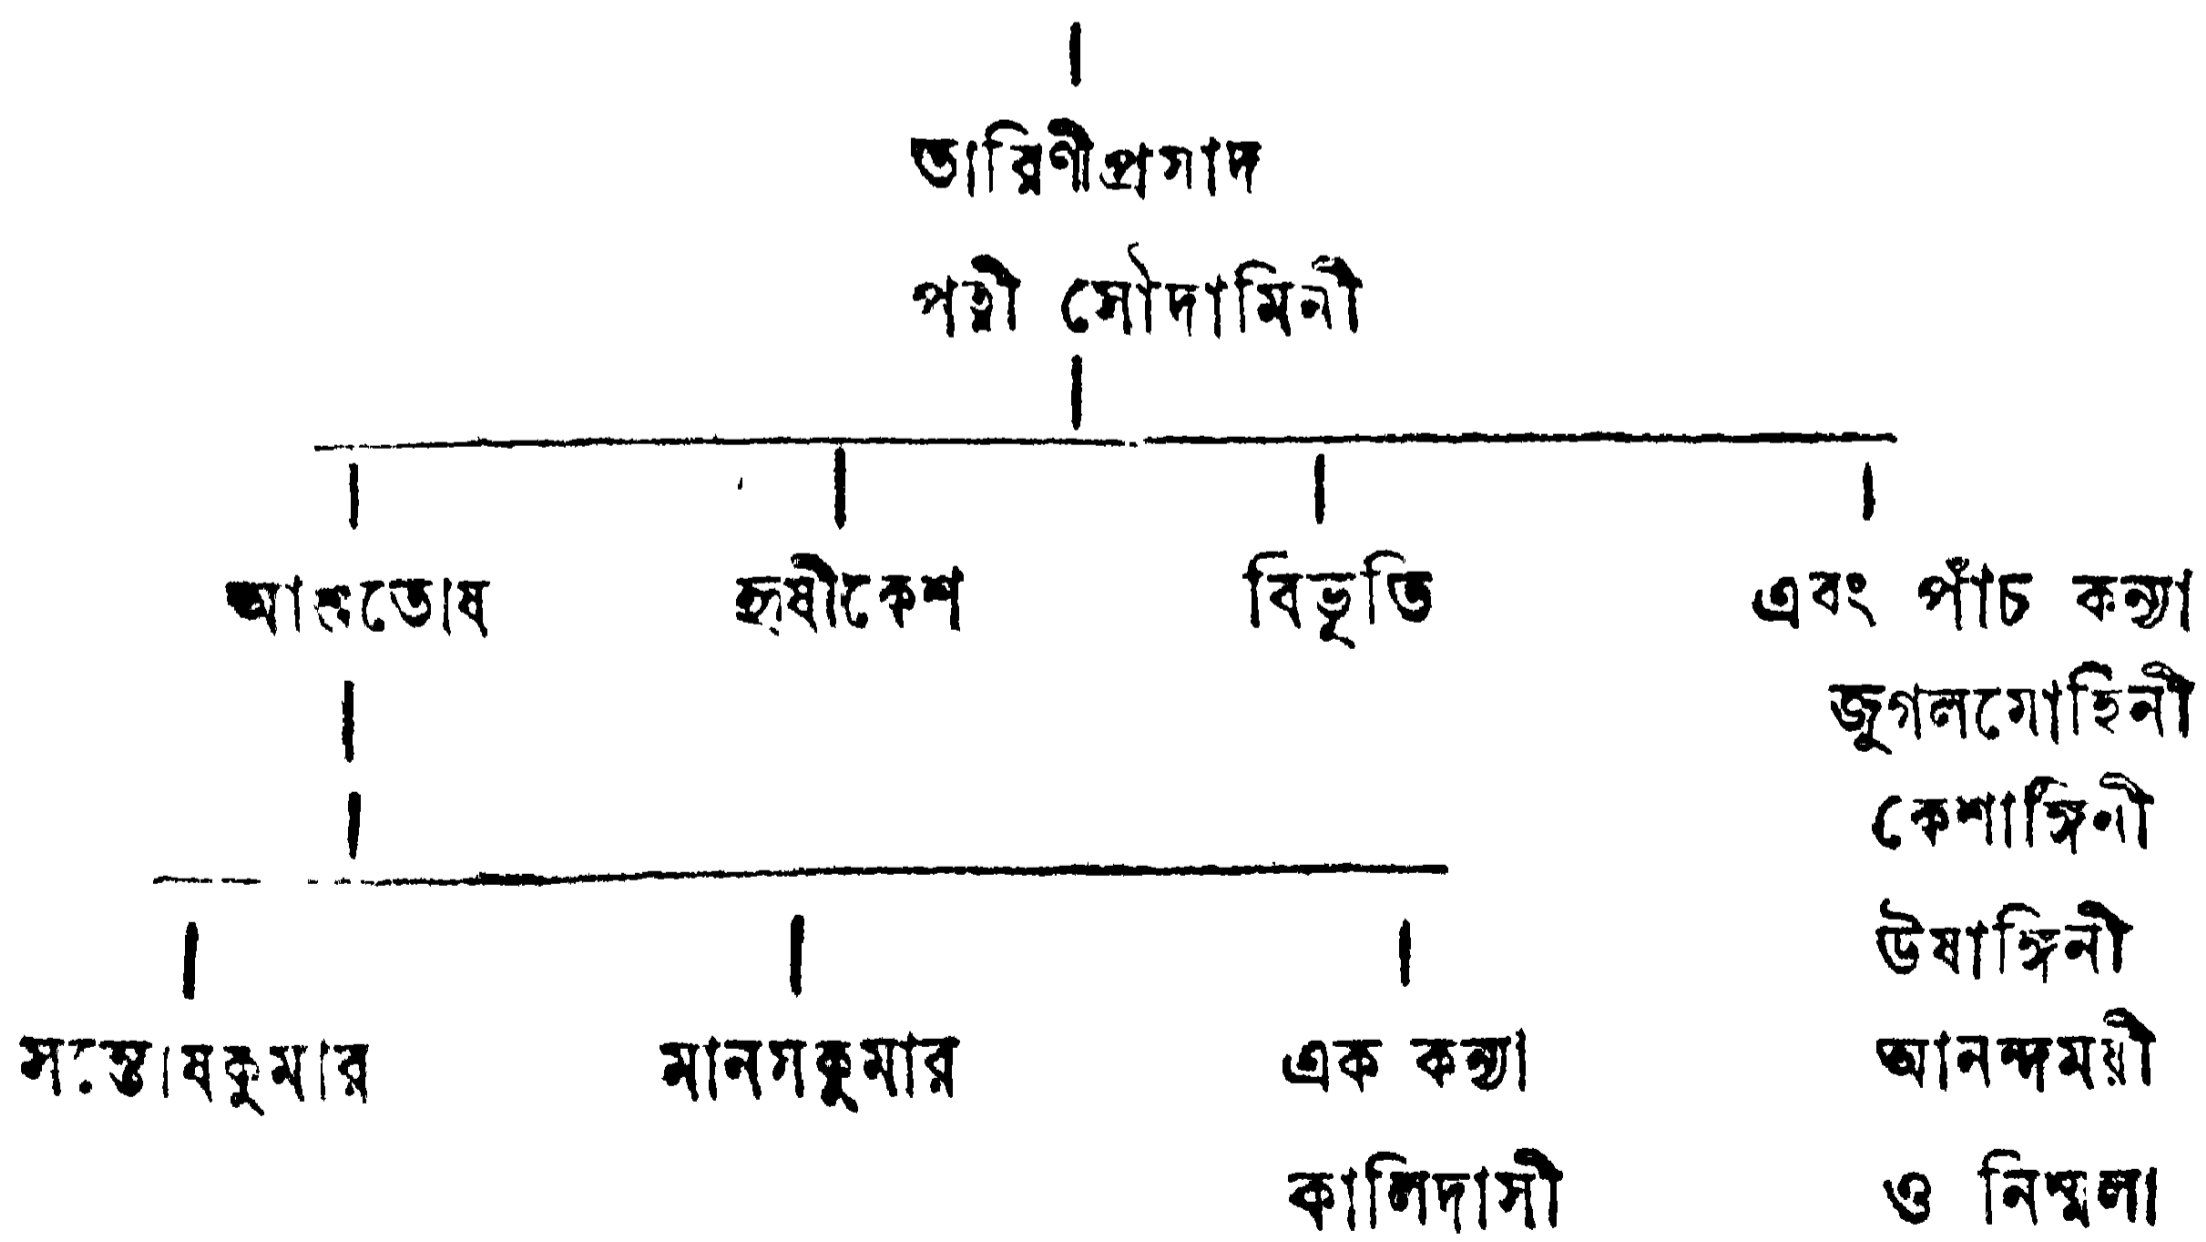 তারিণীপ্রসাদ
পত্নী সৌদামিনী
আশুতোষ হৃষীকেশ বিভূতি এবং পাঁচ কন্যা
জুগলমোহিনী
কেশাঙ্গিনী
উষাঙ্গিনী
সন্তোষকুমার মানসকুমার এক কন্যা আনন্দময়ী
কালিদাসী ও নির্ম্মলা